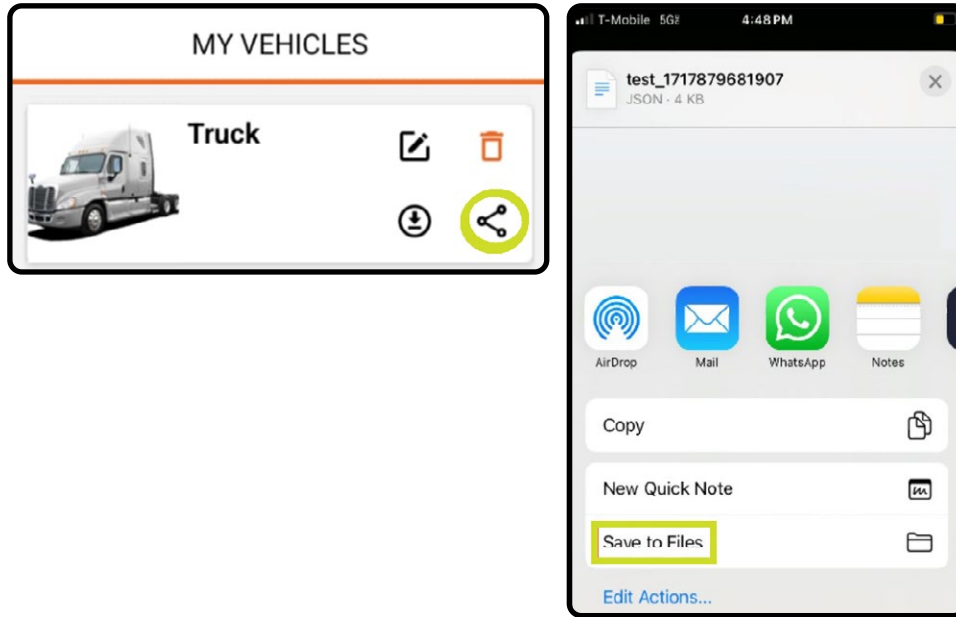 MY VEHICLES
Truck
T-Mobile 5G 4:48 PM
test_1717879681907
JSON · 4 KB
AirDrop
Mail
WhatsApp
Notes
Copy
New Quick Note
Save to Files
Edit Actions...